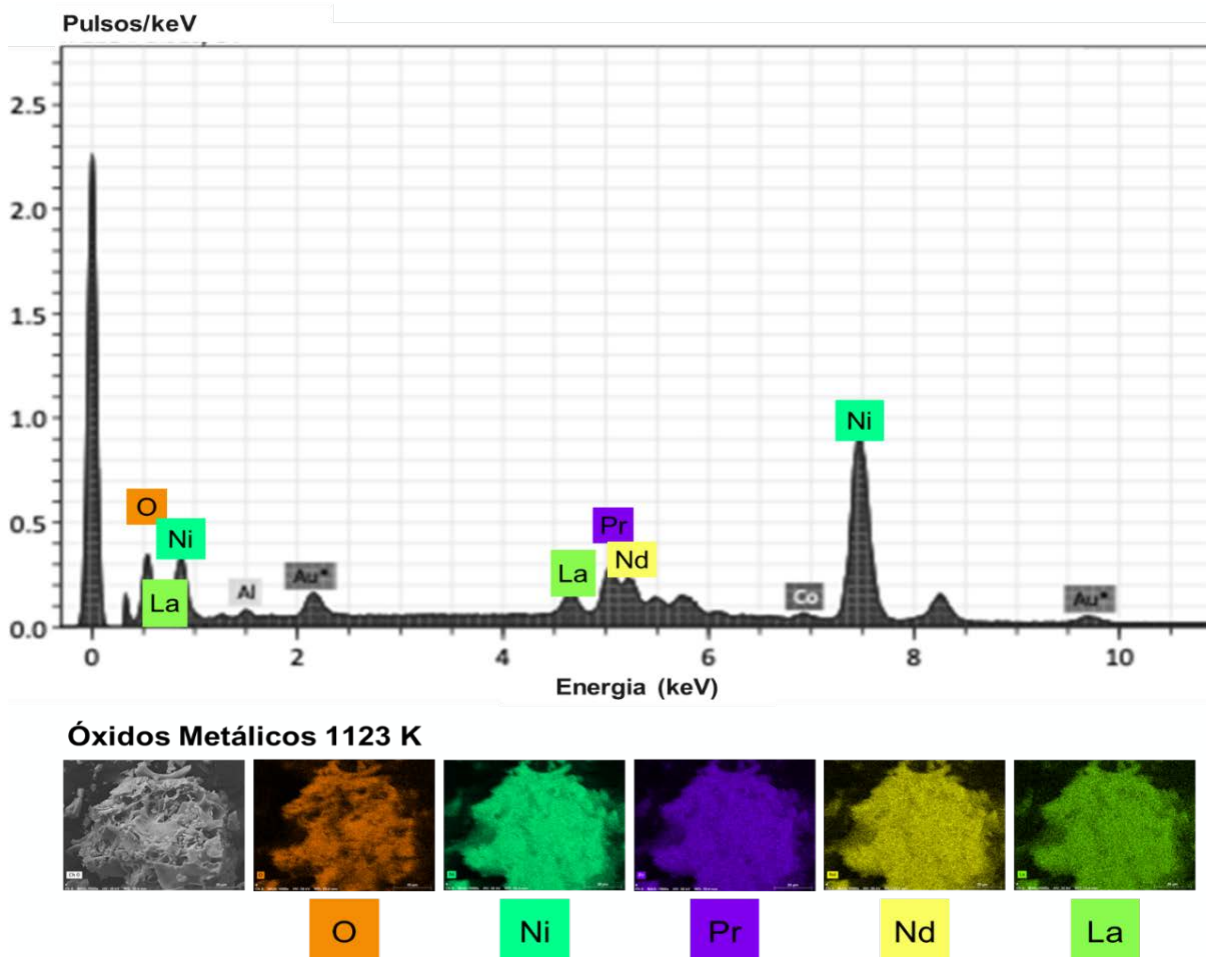 Pulsos/keV
2.5
2.0
1.5
1.0
0.5
0.0
O
Ni
La
Al
Au*
La
Pr
Nd
Co
Ni
Au*
0 2 4 6 8 10
Energia (keV)
Óxidos Metálicos 1123 K
O Ni Pr Nd La